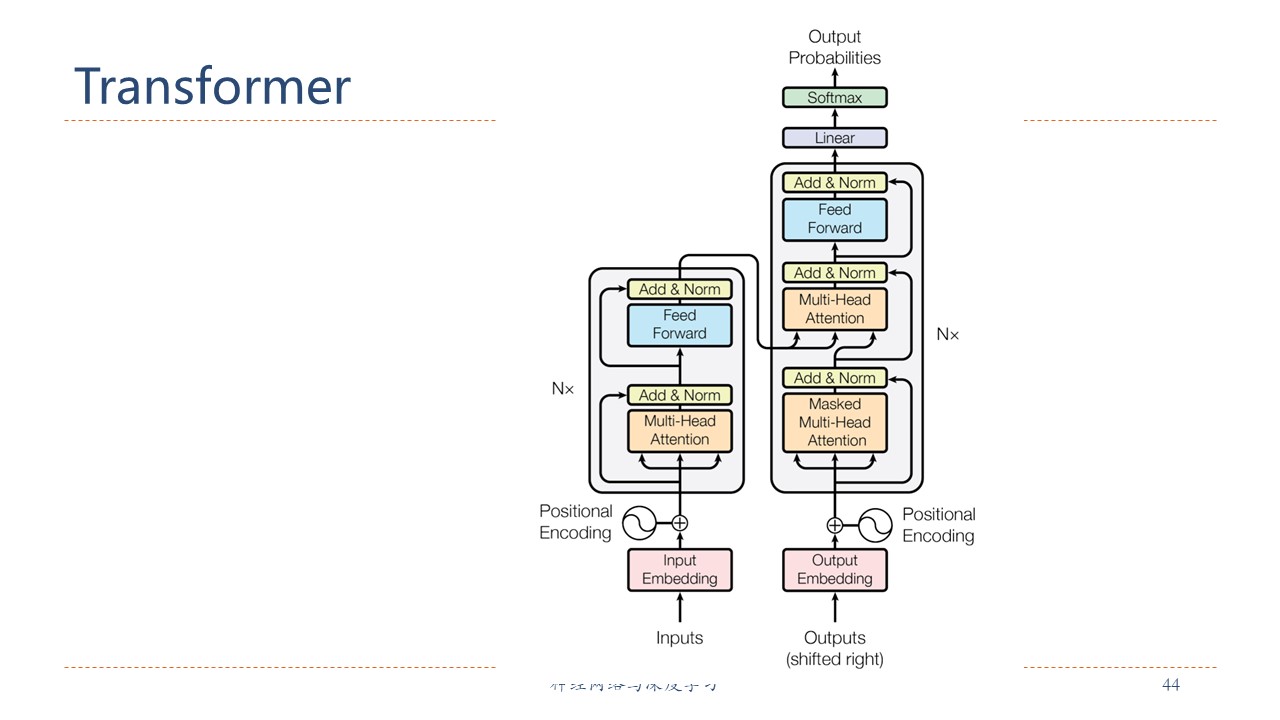 Transformer
Output
Probabilities
Softmax
Linear
Add & Norm
Feed
Forward
Add & Norm
Multi-Head
Attention
N×
Add & Norm
Masked
Multi-Head
Attention
Add & Norm
Feed
Forward
N×
Add & Norm
Multi-Head
Attention
Positional
Encoding
Positional
Encoding
Input
Embedding
Output
Embedding
Inputs
Outputs
(shifted right)
神经网络与深度学习
44